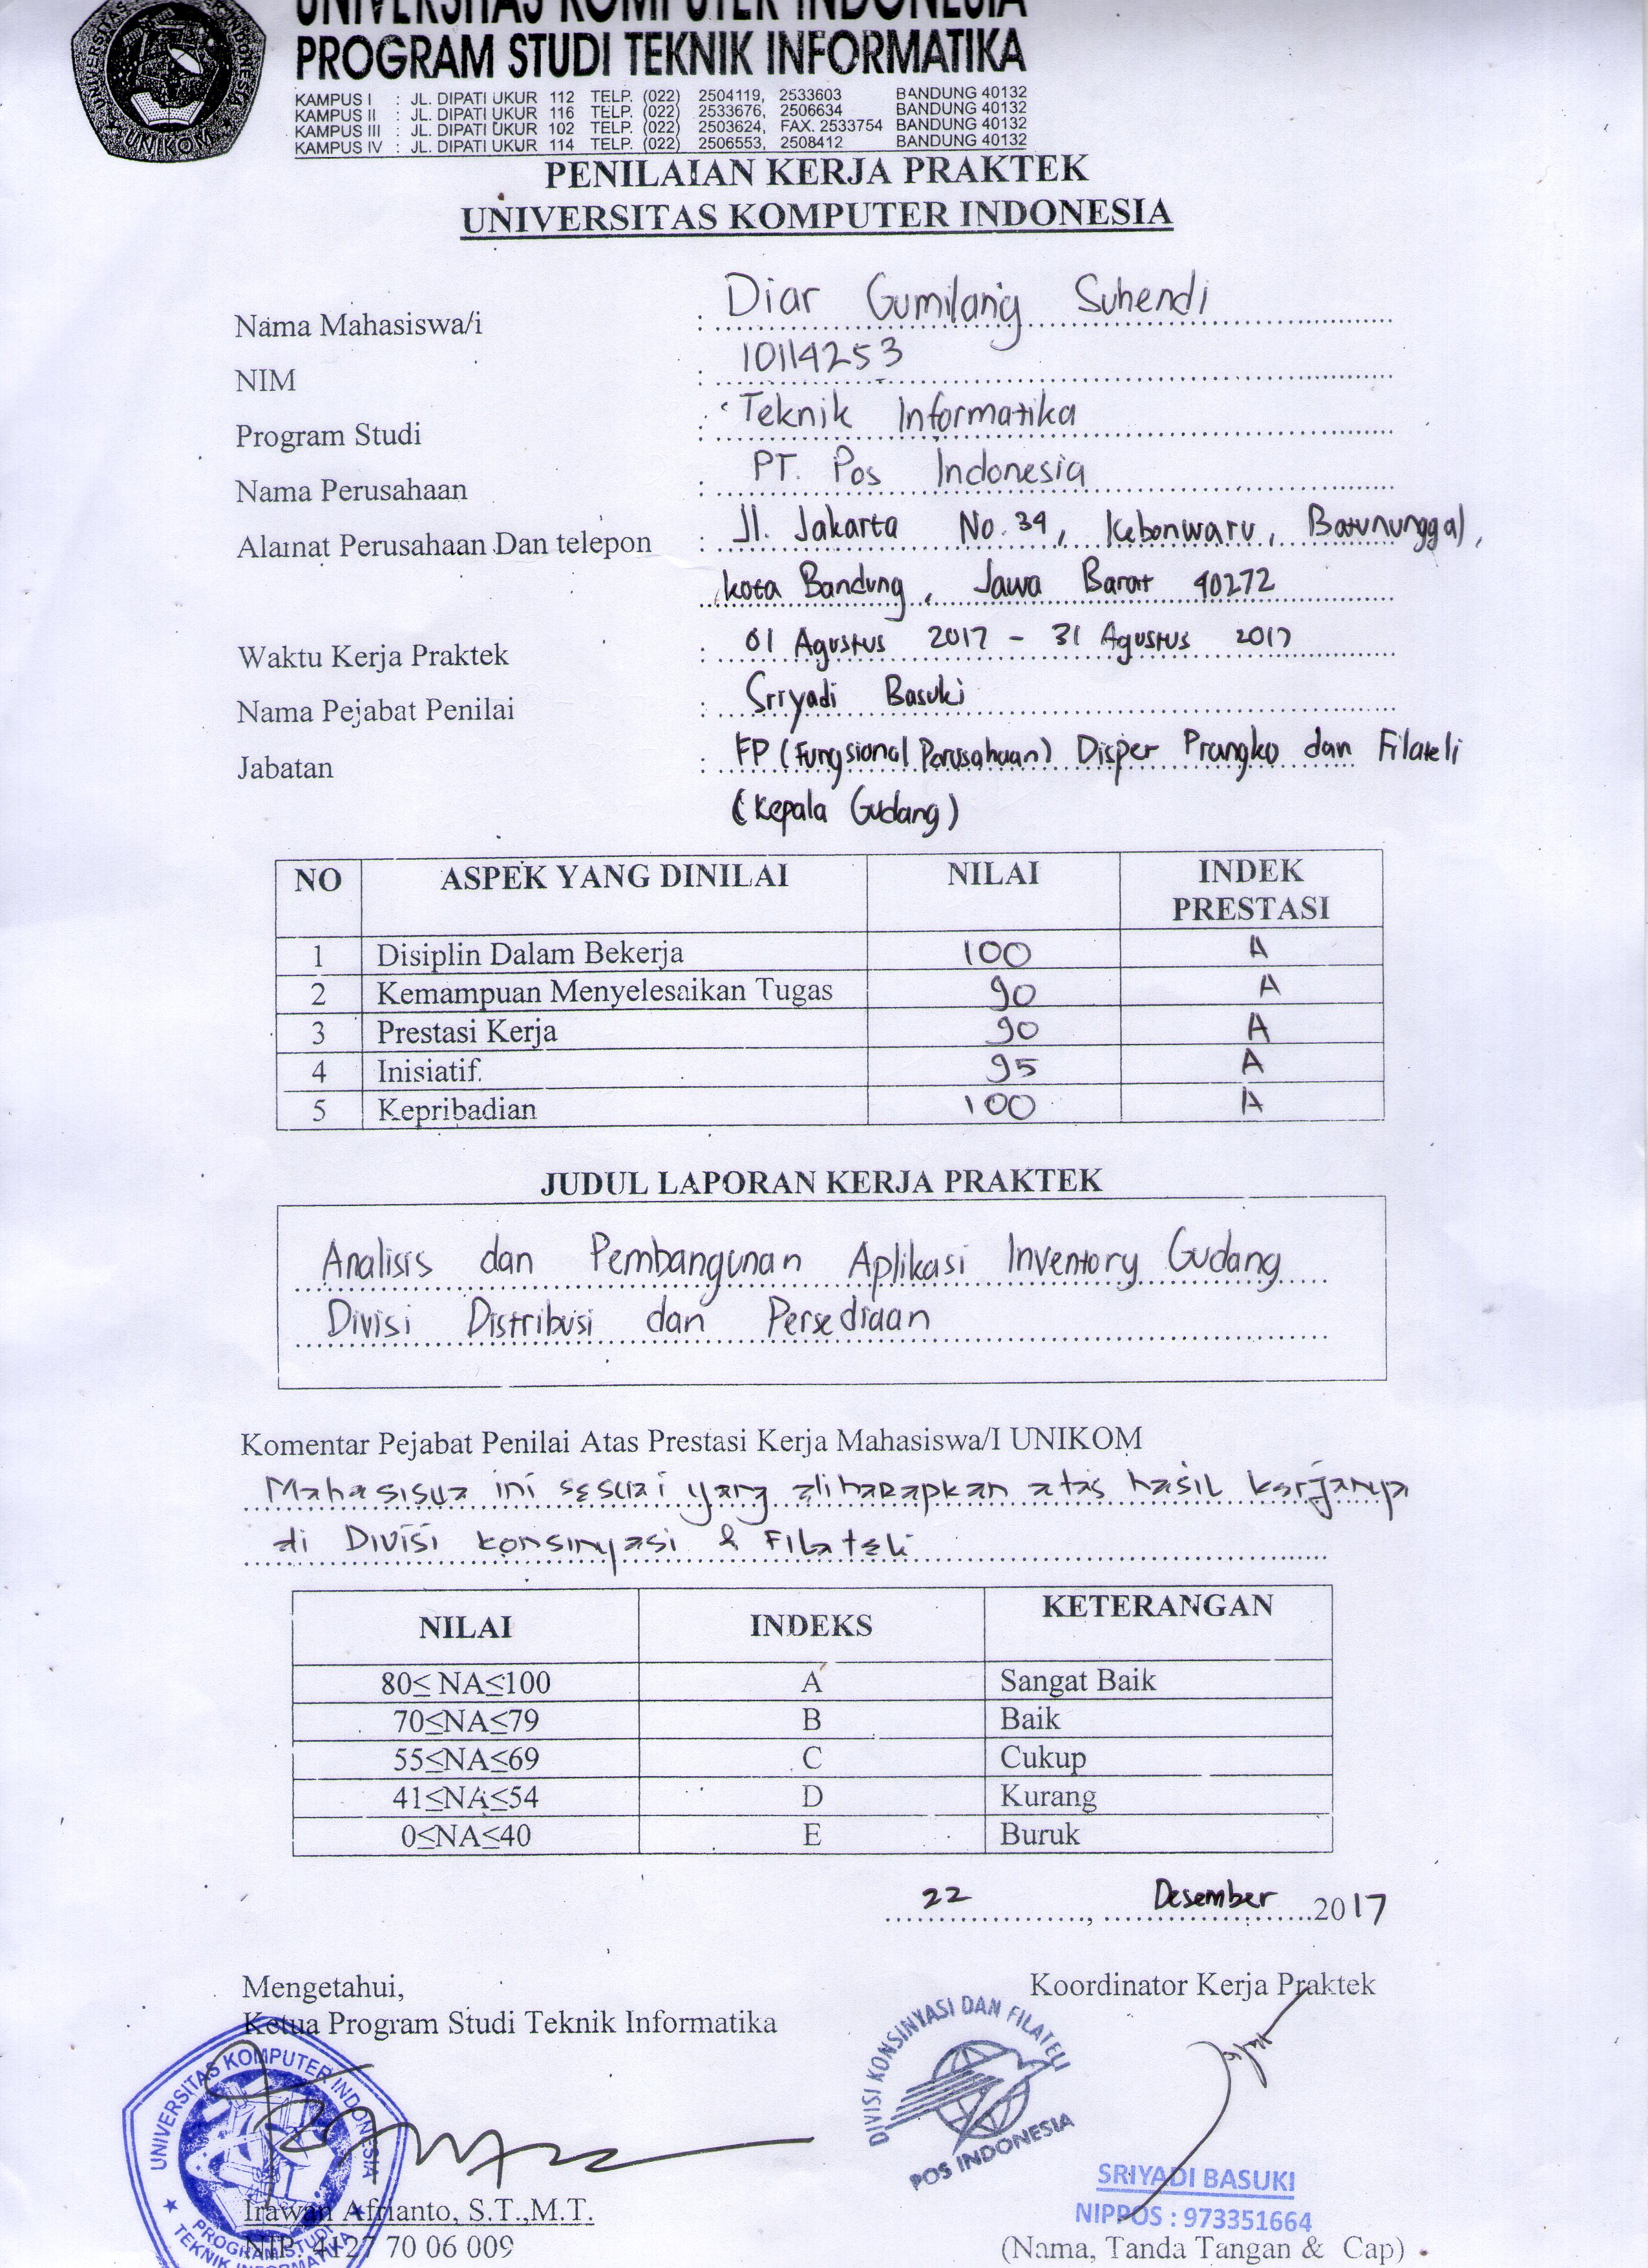 UNIVERSITAS KOMPUTER INDONESIA
PROGRAM STUDI TEKNIK INFORMATIKA
KAMPUS I : JL. DIPATI UKUR 112 TELP. (022) 2504119, 2533603 BANDUNG 40132
KAMPUS II : JL. DIPATI UKUR 116 TELP. (022) 2533676, 2506634 BANDUNG 40132
KAMPUS III : JL. DIPATI UKUR 102 TELP. (022) 2503624, FAX. 2533754 BANDUNG 40132
KAMPUS IV : JL. DIPATI UKUR 114 TELP. (022) 2506553, 2508412 BANDUNG 40132
UNIVERSITAS INDONESIA
UNIKOM
PENILAIAN KERJA PRAKTEK
UNIVERSITAS KOMPUTER INDONESIA
Nama Mahasiswa/i : Diar Gumilang Suhendi
NIM : 10114253
Program Studi : Teknik Informatika
Nama Perusahaan : PT. Pos Indonesia
Alamat Perusahaan Dan telepon : Jl. Jakarta No. 34, Kebonwaru, Batununggal,
kota Bandung, Jawa Barat 40272
Waktu Kerja Praktek : 01 Agustus 2017 - 31 Agustus 2017
Nama Pejabat Penilai : Sriyadi Basuki
Jabatan : FP (Fungsional Perusahaan) Disper Prangko dan Filateli
(Kepala Gudang)
NO ASPEK YANG DINILAI NILAI INDEK PRESTASI
1 Disiplin Dalam Bekerja 100 A
2 Kemampuan Menyelesaikan Tugas 90 A
3 Prestasi Kerja 90 A
4 Inisiatif 95 A
5 Kepribadian 100 A
JUDUL LAPORAN KERJA PRAKTEK
Analisis dan Pembangunan Aplikasi Inventory Gudang
Divisi Distribusi dan Persediaan
Komentar Pejabat Penilai Atas Prestasi Kerja Mahasiswa/I UNIKOM
Mahasiswa ini sesuai yang diharapkan atas hasil kerjanya
di Divisi konsinyasi & Filateli
NILAI INDEKS KETERANGAN
80≤ NA≤100 A Sangat Baik
70≤NA≤79 B Baik
55≤NA≤69 C Cukup
41≤NA≤54 D Kurang
0≤NA≤40 E Buruk
22, Desember 2017
Mengetahui,
Ketua Program Studi Teknik Informatika
Koordinator Kerja Praktek
UNIVERSITAS KOMPUTER INDONESIA
PROGRAM STUDI
TEKNIK INFORMATIKA
DIVISI KONSINYASI DAN FILATELI
POS INDONESIA
Irawan Afrianto, S.T.,M.T.
NIP. 4127 70 06 009
SRIYADI BASUKI
NIPPOS : 973351664
(Nama, Tanda Tangan & Cap)